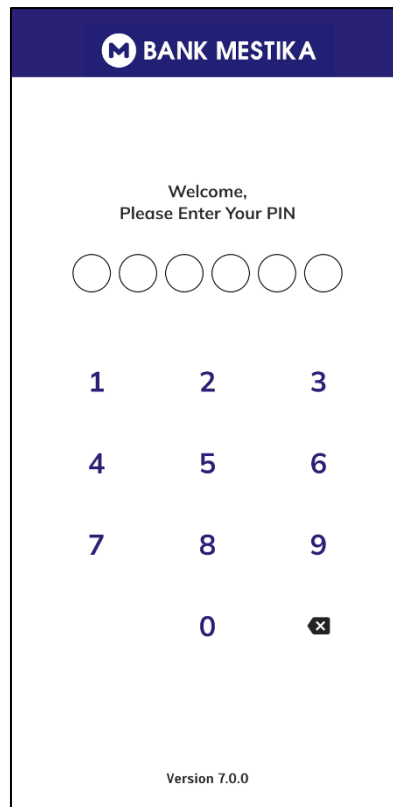 BANK MESTIKA
Welcome,
Please Enter Your PIN
1 2 3
4 5 6
7 8 9
0
Version 7.0.0